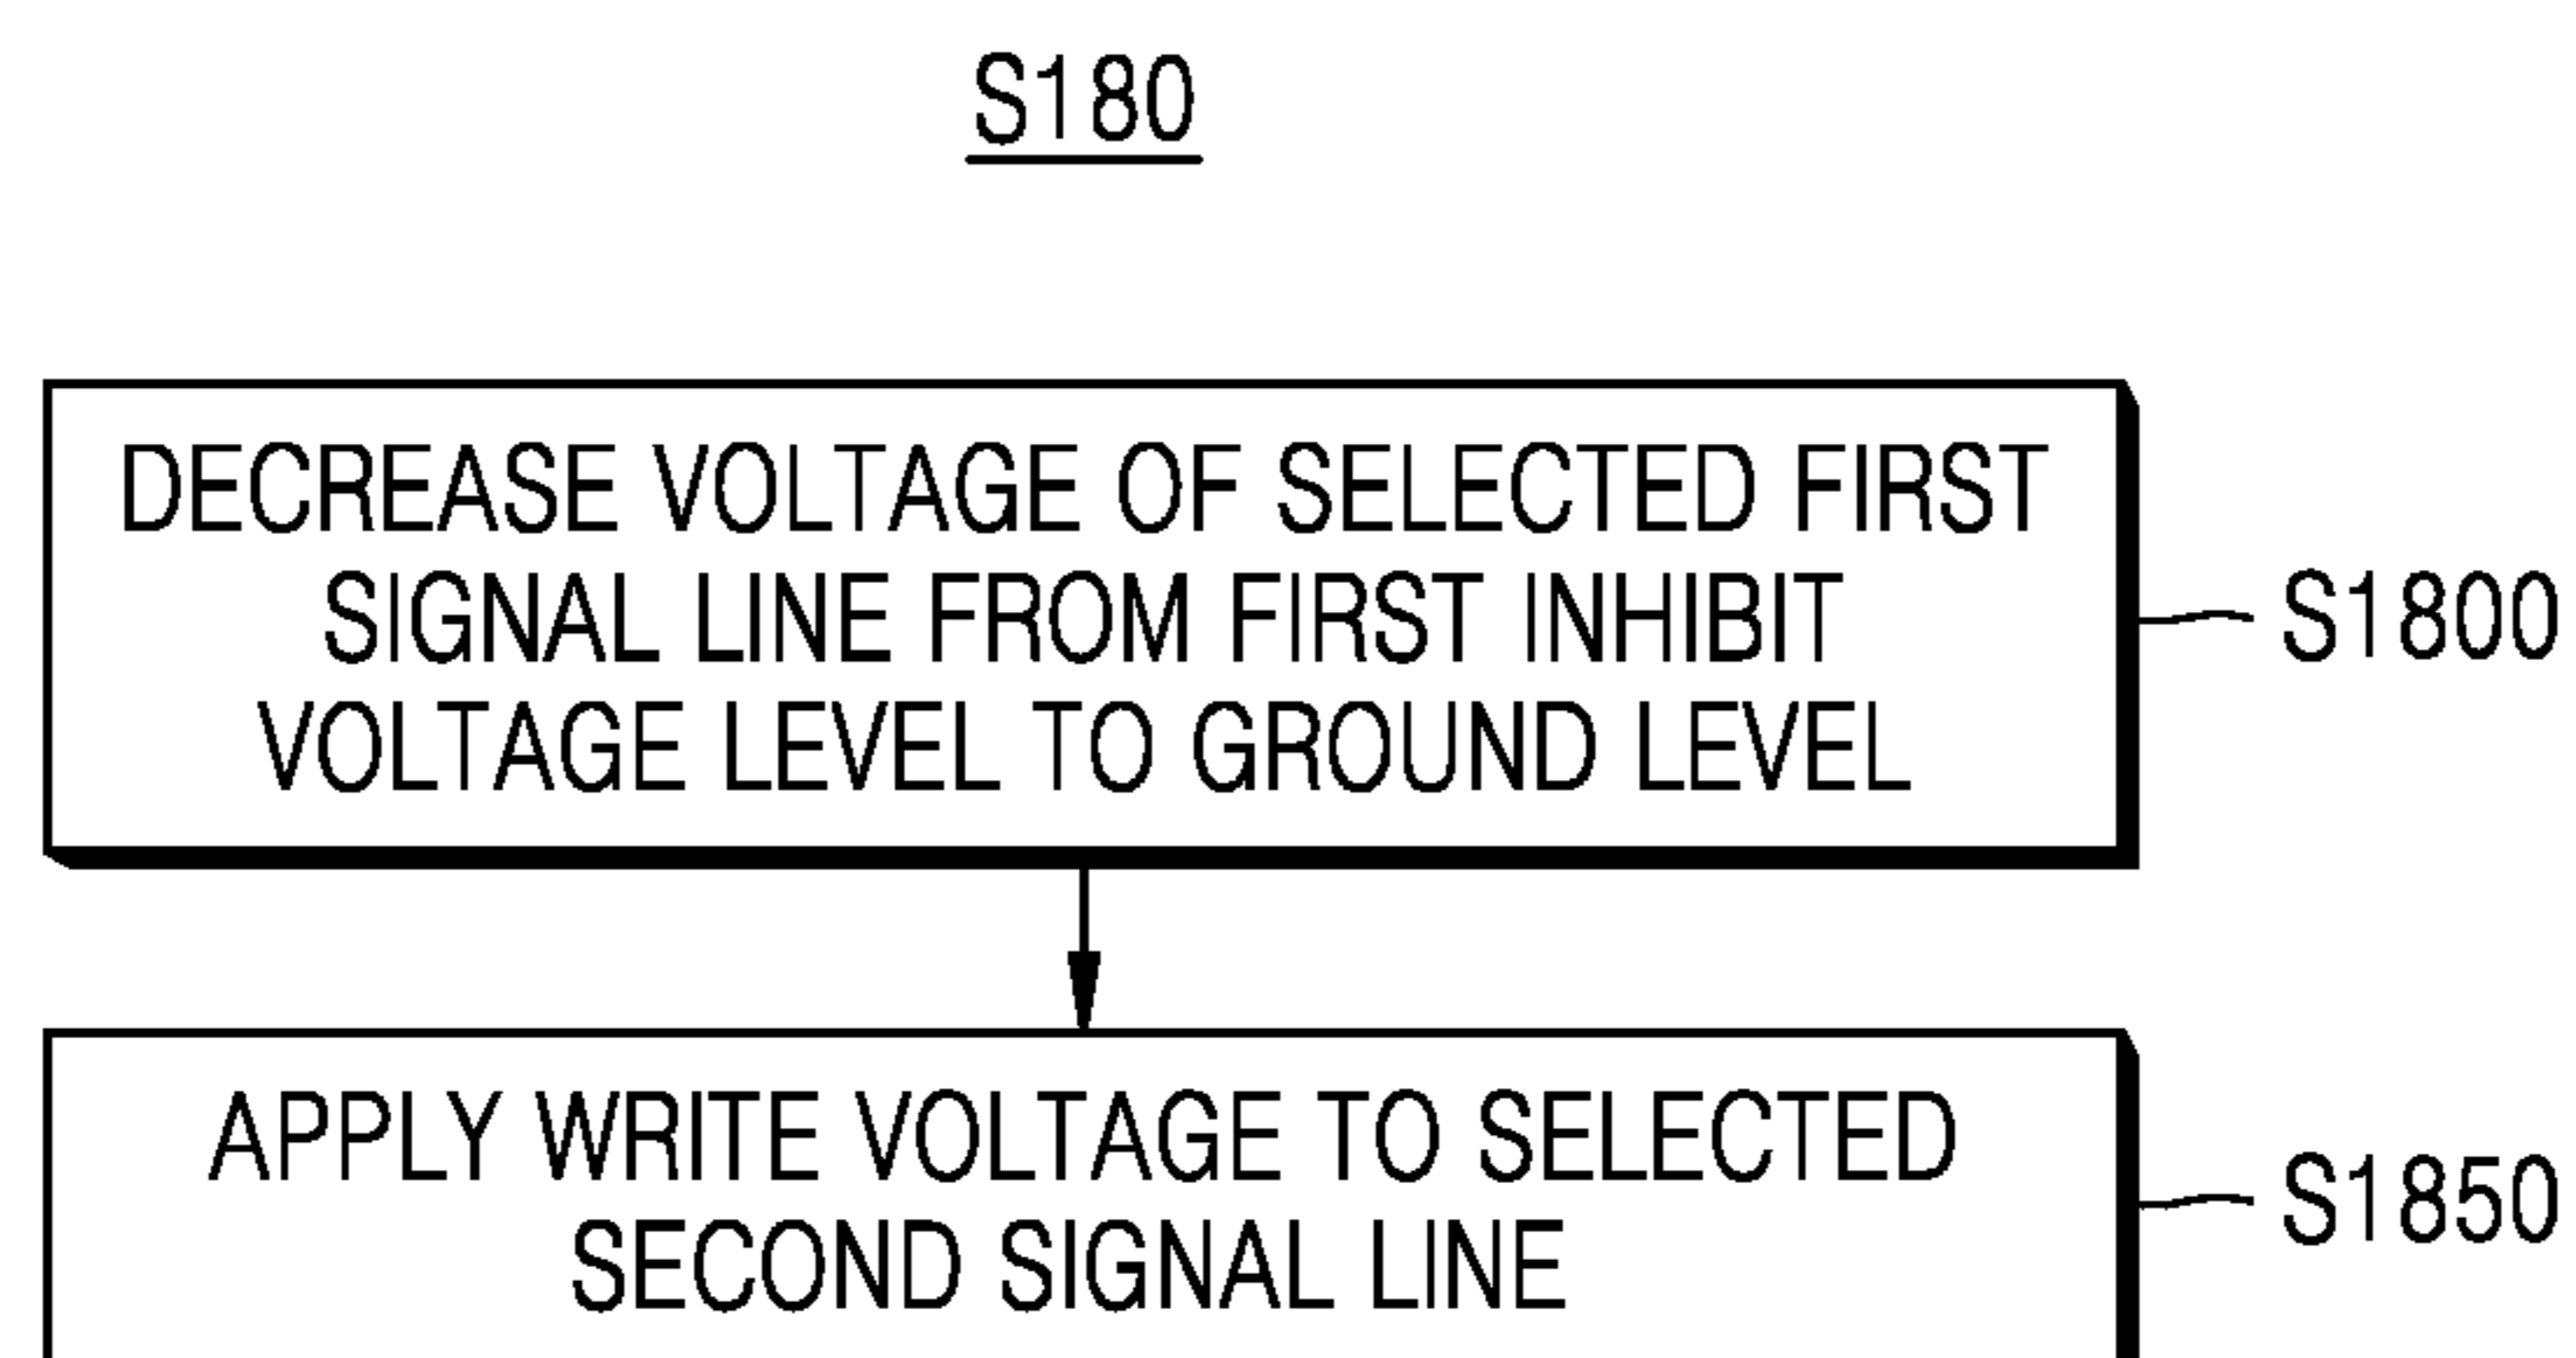 S180
DECREASE VOLTAGE OF SELECTED FIRST
SIGNAL LINE FROM FIRST INHIBIT
VOLTAGE LEVEL TO GROUND LEVEL
S1800
APPLY WRITE VOLTAGE TO SELECTED
SECOND SIGNAL LINE
S1850